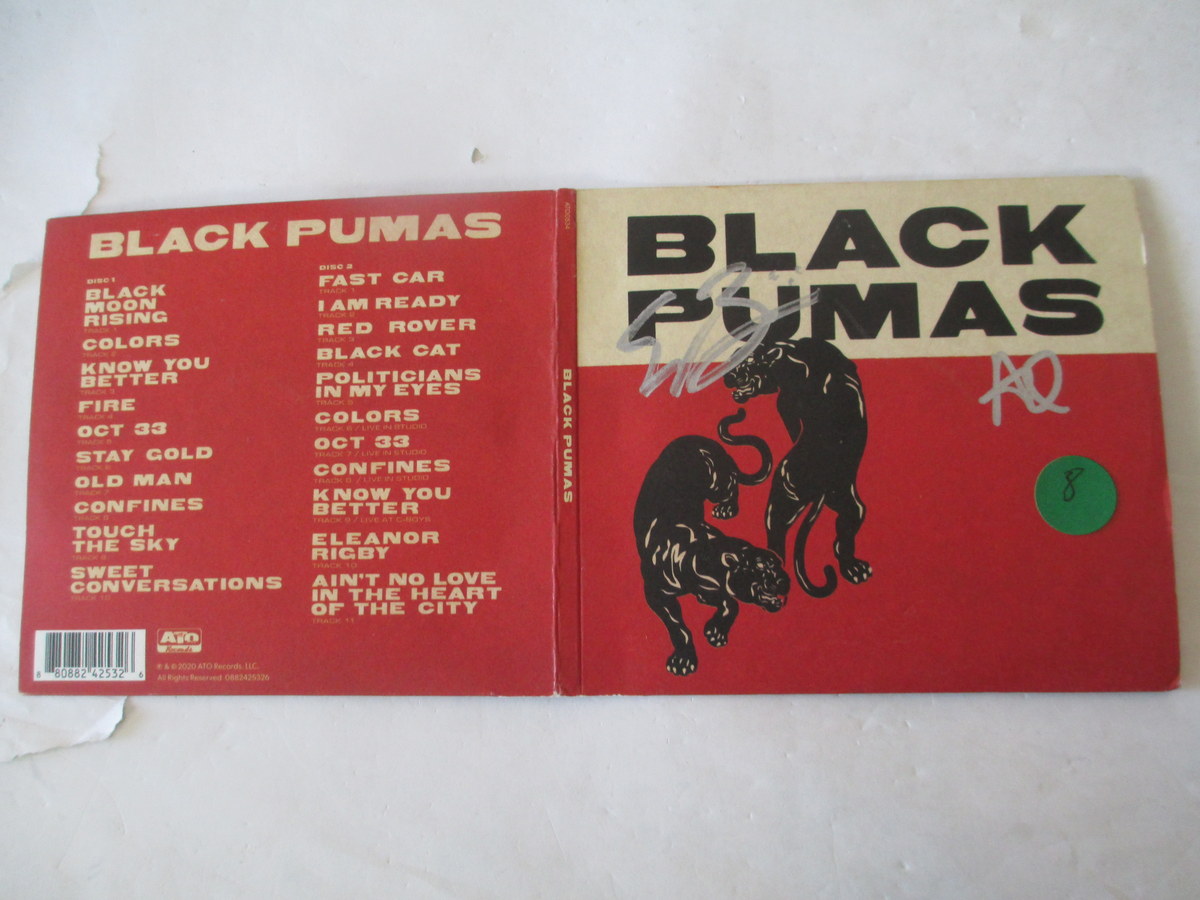 BLACK PUMAS
DISC 1
BLACK
MOON
RISING
TRACK 1
COLORS
TRACK 2
KNOW YOU
BETTER
TRACK 3
FIRE
TRACK 4
OCT 33
TRACK 5
STAY GOLD
TRACK 6
OLD MAN
TRACK 7
CONFINES
TRACK 8
TOUCH
THE SKY
TRACK 9
SWEET
CONVERSATIONS
TRACK 10
DISC 2
FAST CAR
TRACK 1
I AM READY
TRACK 2
RED ROVER
TRACK 3
BLACK CAT
TRACK 4
POLITICIANS
IN MY EYES
TRACK 5
COLORS
TRACK 6 / LIVE IN STUDIO
OCT 33
TRACK 7 / LIVE IN STUDIO
CONFINES
TRACK 8 / LIVE IN STUDIO
KNOW YOU
BETTER
TRACK 9 / LIVE AT C-BOYS
ELEANOR
RIGBY
TRACK 10
AIN'T NO LOVE
IN THE HEART
OF THE CITY
TRACK 11
8 80882 42532 6
ATO
Records
℗ & © 2020 ATO Records, LLC.
All Rights Reserved. 0882425326
BLACK PUMAS
BLACK
PUMAS
AQ
8